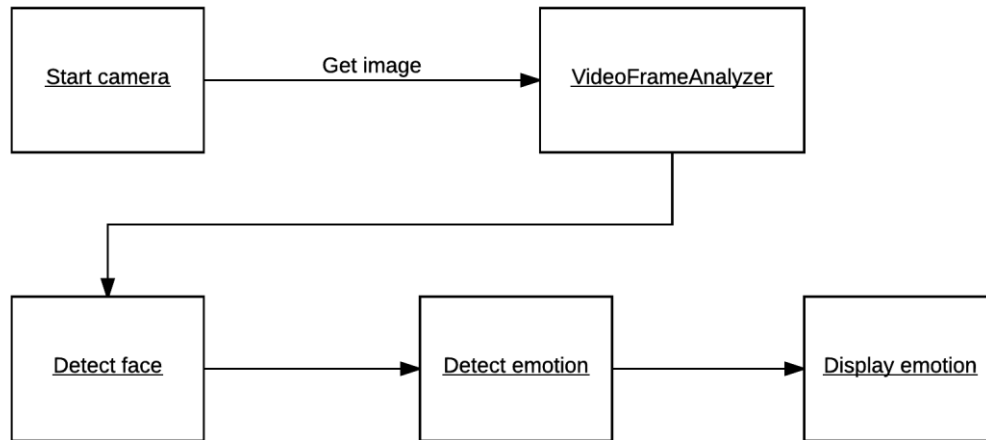 Start camera
Get image
VideoFrameAnalyzer
Detect face
Detect emotion
Display emotion